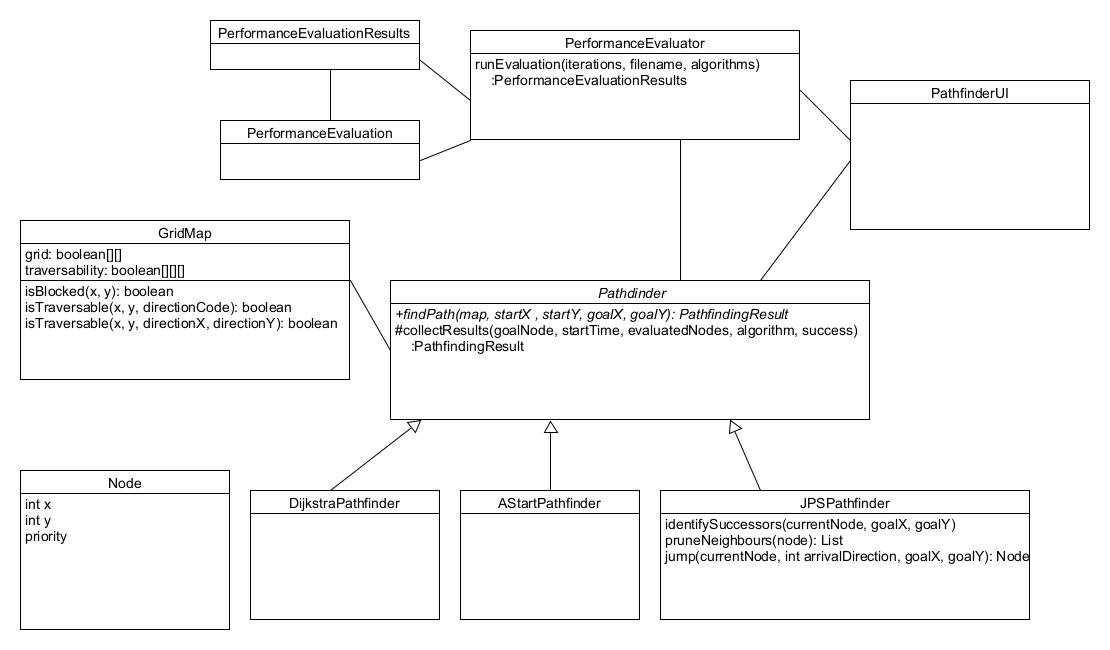 PerformanceEvaluationResults
PerformanceEvaluator
runEvaluation(iterations, filename, algorithms)
:PerformanceEvaluationResults
PathfinderUI
PerformanceEvaluation
GridMap
grid: boolean[][]
traversability: boolean[][][]
isBlocked(x, y): boolean
isTraversable(x, y, directionCode): boolean
isTraversable(x, y, directionX, directionY): boolean
Pathdinder
+findPath(map, startX , startY, goalX, goalY): PathfindingResult
#collectResults(goalNode, startTime, evaluatedNodes, algorithm, success)
:PathfindingResult
Node
int x
int y
priority
DijkstraPathfinder
AStartPathfinder
JPSPathfinder
identifySuccessors(currentNode, goalX, goalY)
pruneNeighbours(node): List
jump(currentNode, int arrivalDirection, goalX, goalY): Node